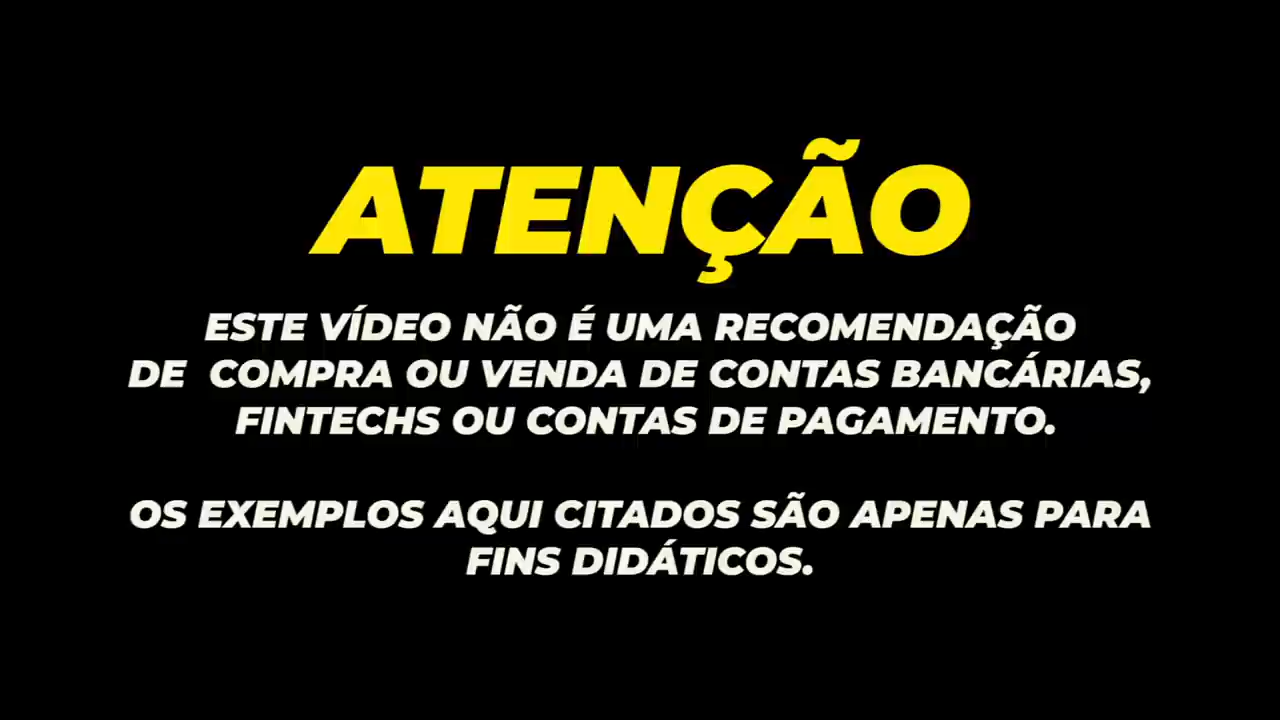 ATENÇÃO
ESTE VÍDEO NÃO É UMA RECOMENDAÇÃO
DE COMPRA OU VENDA DE CONTAS BANCÁRIAS,
FINTECHS OU CONTAS DE PAGAMENTO.
OS EXEMPLOS AQUI CITADOS SÃO APENAS PARA
FINS DIDÁTICOS.